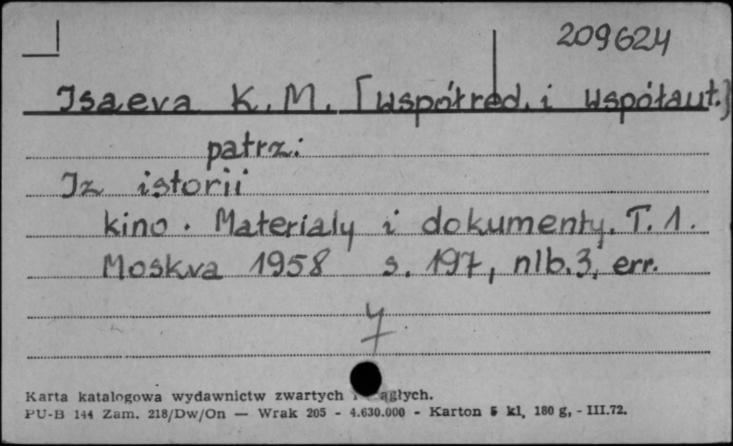 209624
Isaeva K. M. [współred. i współaut.]
patrz:
Iz istorii
kino. Materialy i dokumenty. T. 1.
Moskva 1958 s. 197, nlb. 3, err.
Karta katalogowa wydawnictw zwartych i ciągłych.
PU-B 144 Zam. 218/Dw/On — Wrak 205 - 4.630.000 - Karton 5 kl, 180 g, - III.72.